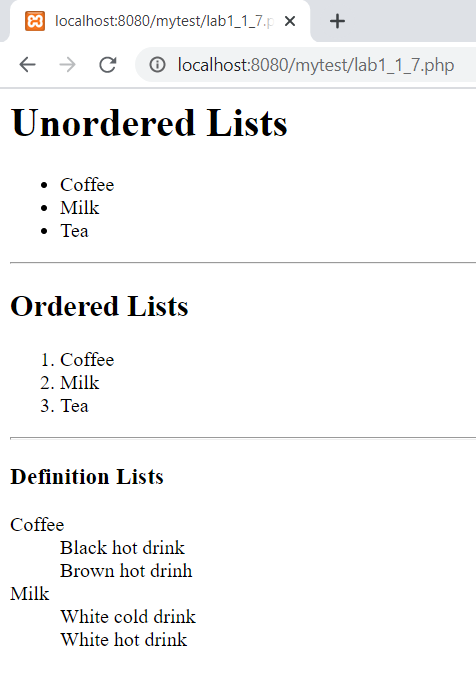 localhost:8080/mytest/lab1_1_7.p
localhost:8080/mytest/lab1_1_7.php
Unordered Lists
• Coffee
• Milk
• Tea
Ordered Lists
1. Coffee
2. Milk
3. Tea
Definition Lists
Coffee
Black hot drink
Brown hot drinh
Milk
White cold drink
White hot drink